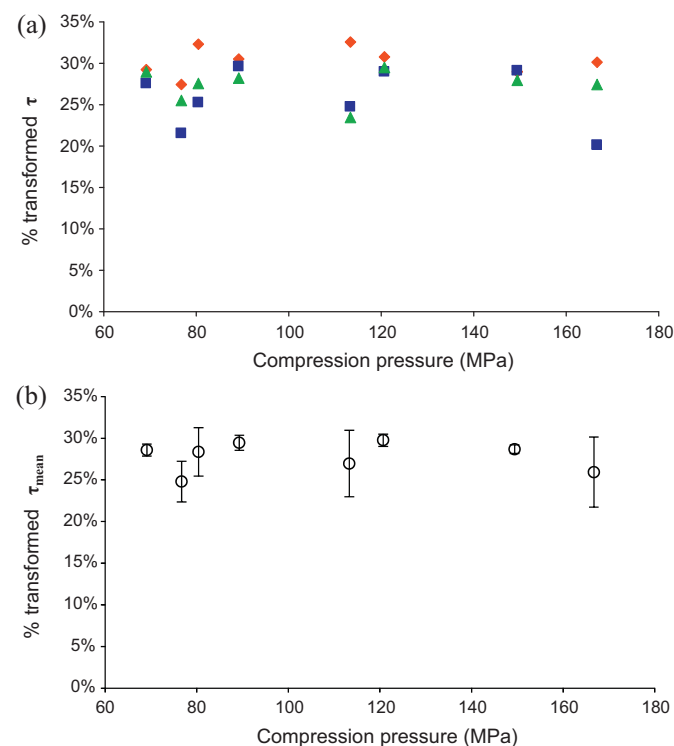 (a)
35%
30%
25%
20%
15%
10%
5%
0%
% transformed τ
60 80 100 120 140 160 180
Compression pressure (MPa)
(b)
35%
30%
25%
20%
15%
10%
5%
0%
% transformed τmean
60 80 100 120 140 160 180
Compression pressure (MPa)